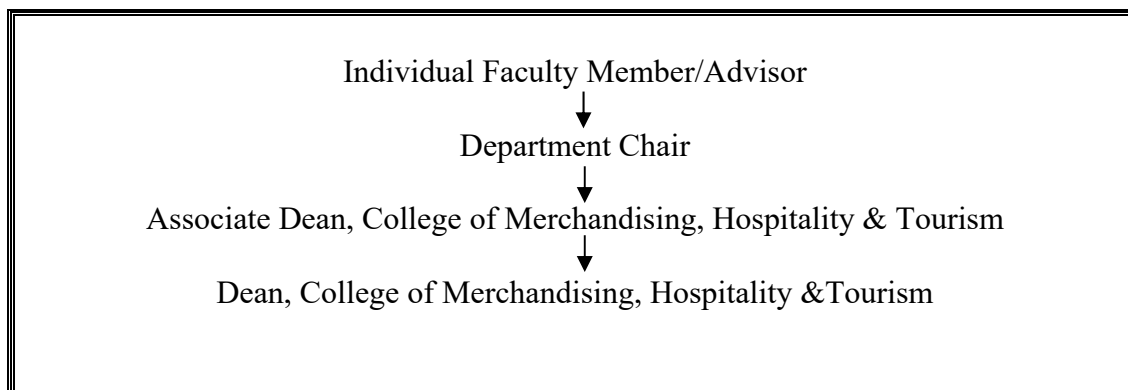 Individual Faculty Member/Advisor
Department Chair
Associate Dean, College of Merchandising, Hospitality & Tourism
Dean, College of Merchandising, Hospitality &Tourism